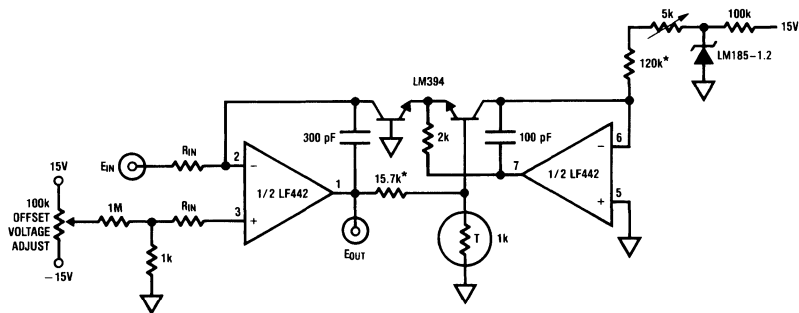 5k
100k
15V
LM185-1.2
120k*
LM394
300 pF
2k
100 pF
6
7
1/2 LF442
5
EIN
RIN
2
1/2 LF442
1
15.7k*
3
15V
100k
OFFSET
VOLTAGE
ADJUST
1M
RIN
1k
-15V
EOUT
T
1k